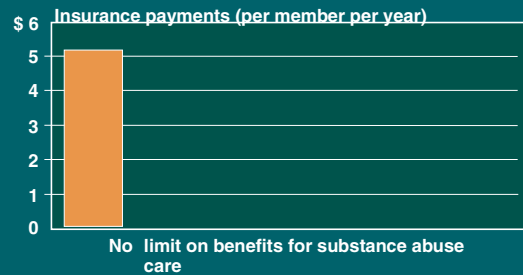 Insurance payments (per member per year)
$ 6
5
4
3
2
1
0
No limit on benefits for substance abuse
care